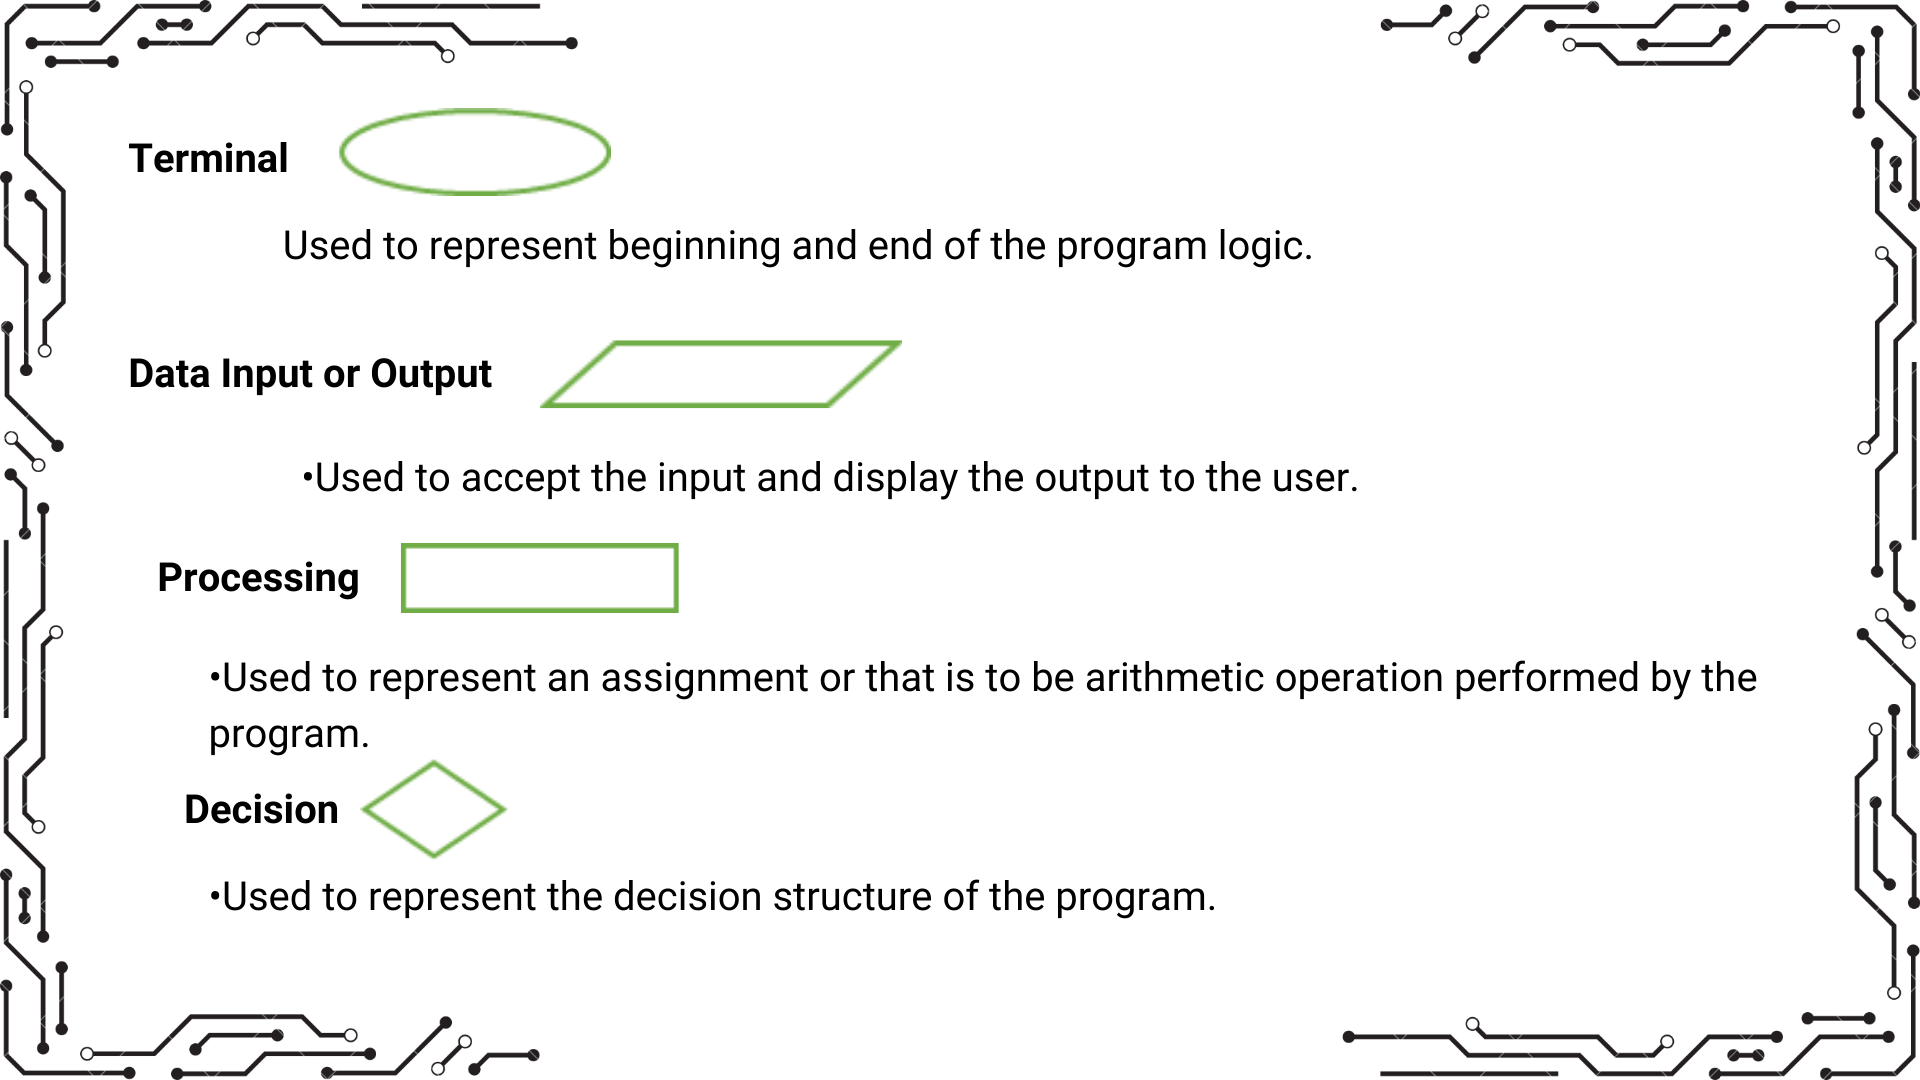 Terminal
Used to represent beginning and end of the program logic.
Data Input or Output
•Used to accept the input and display the output to the user.
Processing
•Used to represent an assignment or that is to be arithmetic operation performed by the
program.
Decision
•Used to represent the decision structure of the program.